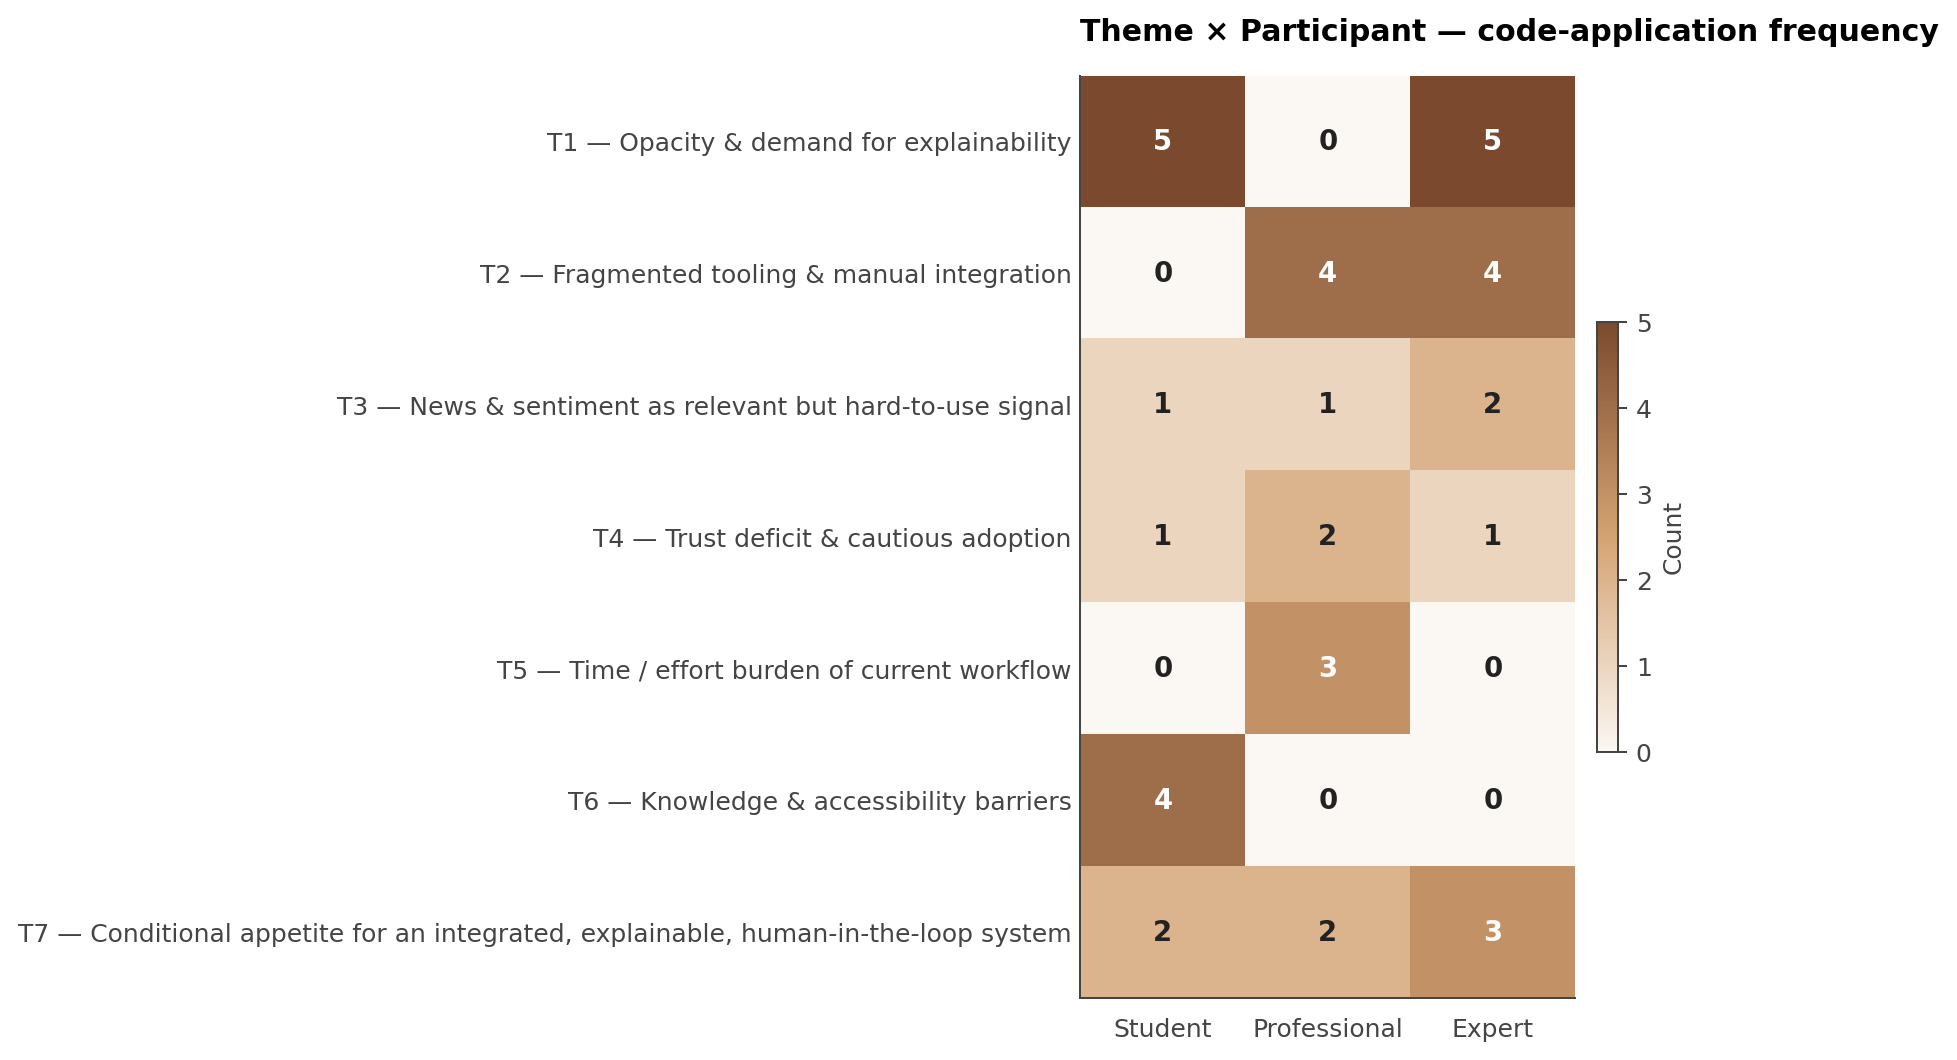 Theme × Participant — code-application frequency
T1 — Opacity & demand for explainability
5 0 5
T2 — Fragmented tooling & manual integration
0 4 4
T3 — News & sentiment as relevant but hard-to-use signal
1 1 2
T4 — Trust deficit & cautious adoption
1 2 1
T5 — Time / effort burden of current workflow
0 3 0
T6 — Knowledge & accessibility barriers
4 0 0
T7 — Conditional appetite for an integrated, explainable, human-in-the-loop system
2 2 3
Student Professional Expert
5
4
3
2
1
0
Count